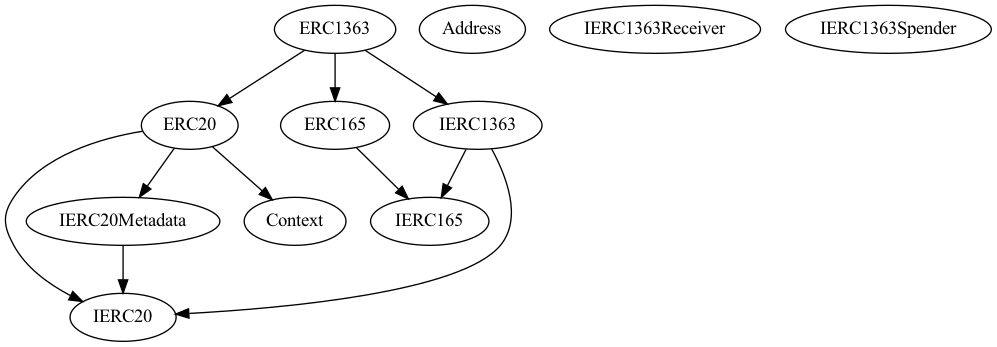 ERC1363
Address
IERC1363Receiver
IERC1363Spender
ERC20
ERC165
IERC1363
IERC20Metadata
Context
IERC165
IERC20